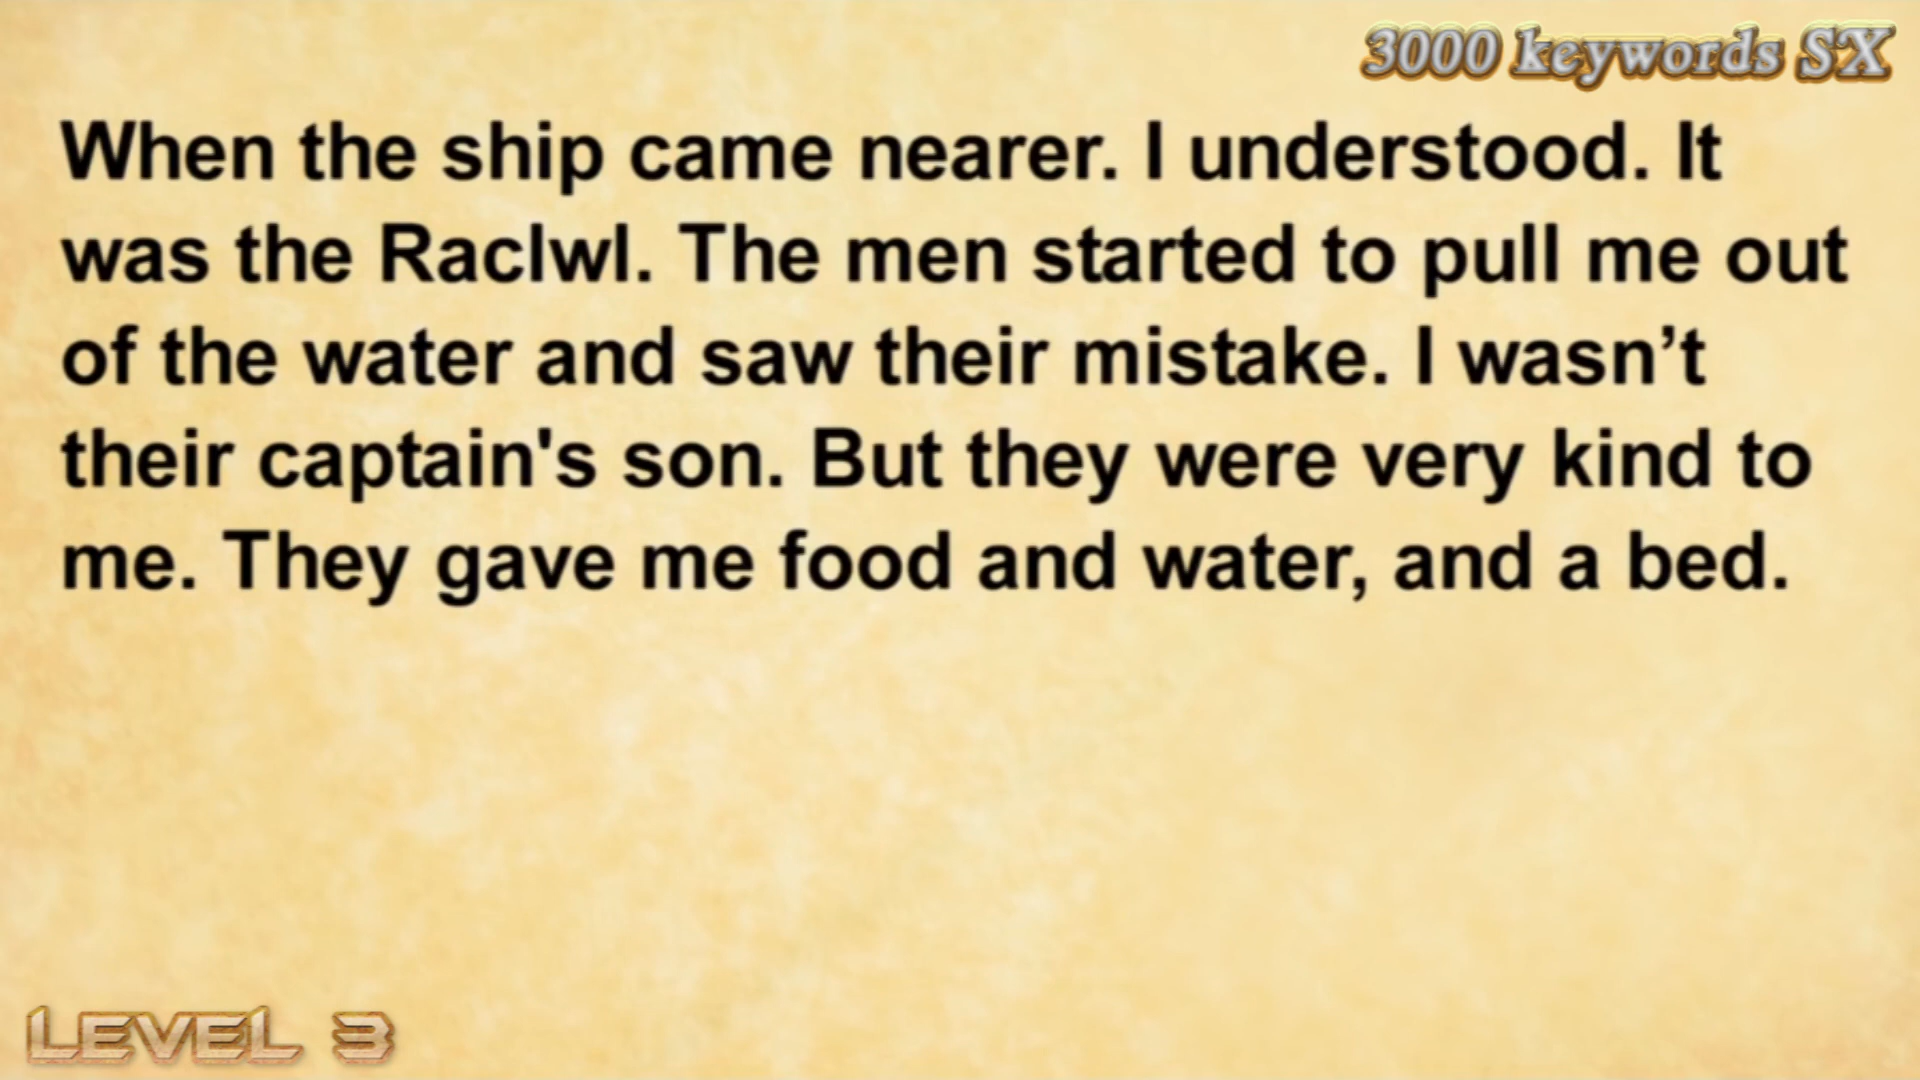 3000 keywords SX
When the ship came nearer. I understood. It
was the Raclwl. The men started to pull me out
of the water and saw their mistake. I wasn’t
their captain's son. But they were very kind to
me. They gave me food and water, and a bed.
LEVEL 3